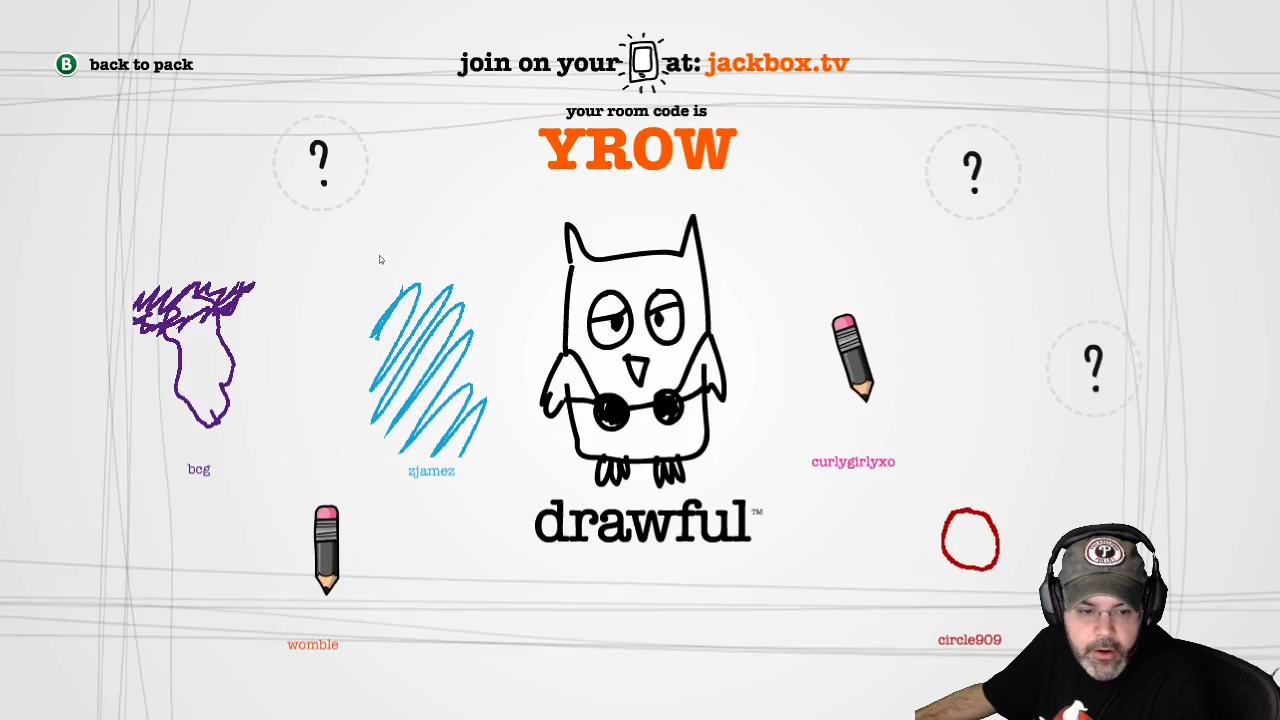 B back to pack
join on your at: jackbox.tv
your room code is
YROW
?
?
?
bcg
zjamez
curlygirlyxo
drawful™
womble
circle909
P